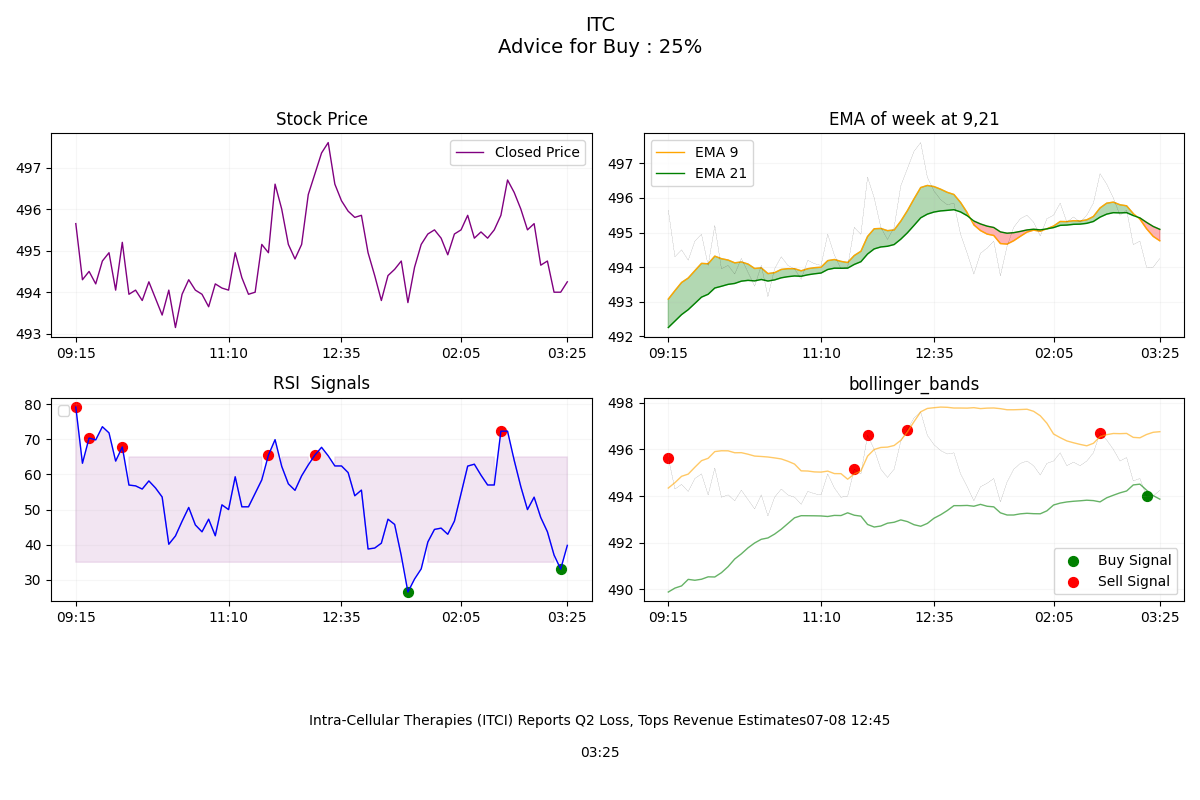 ITC
Advice for Buy : 25%
Stock Price
Closed Price
497
496
495
494
493
09:15 11:10 12:35 02:05 03:25
EMA of week at 9,21
EMA 9
EMA 21
497
496
495
494
493
492
09:15 11:10 12:35 02:05 03:25
RSI  Signals
80
70
60
50
40
30
09:15 11:10 12:35 02:05 03:25
bollinger_bands
498
496
494
492
490
Buy Signal
Sell Signal
09:15 11:10 12:35 02:05 03:25
Intra-Cellular Therapies (ITCI) Reports Q2 Loss, Tops Revenue Estimates07-08 12:45
03:25